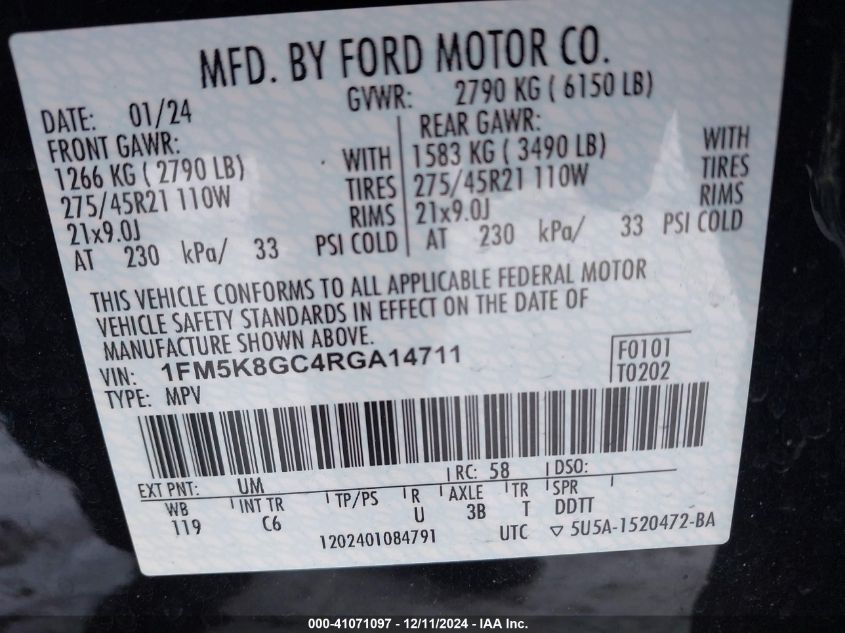 MFD. BY FORD MOTOR CO.
DATE: 01/24 GVWR: 2790 KG ( 6150 LB)
FRONT GAWR: REAR GAWR:
1266 KG ( 2790 LB) WITH 1583 KG ( 3490 LB) WITH
275/45R21 110W TIRES 275/45R21 110W TIRES
21x9.0J RIMS 21x9.0J RIMS
AT 230 kPa/ 33 PSI COLD AT 230 kPa/ 33 PSI COLD
THIS VEHICLE CONFORMS TO ALL APPLICABLE FEDERAL MOTOR
VEHICLE SAFETY STANDARDS IN EFFECT ON THE DATE OF
MANUFACTURE SHOWN ABOVE.
VIN: 1FM5K8GC4RGA14711 F0101
TYPE: MPV T0202
EXT PNT: UM RC: 58 DSO:
WB INT TR TP/PS R AXLE TR SPR
119 C6 U 3B T DDTT
1202401084791 UTC ▽ 5U5A-1520472-BA
000-41071097 - 12/11/2024 - IAA Inc.